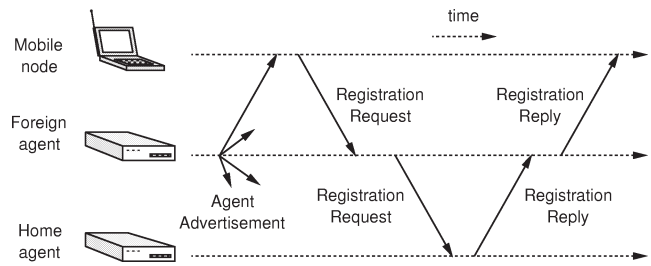 time
Mobile
node
Registration
Request
Registration
Reply
Foreign
agent
Agent
Advertisement
Registration
Request
Registration
Reply
Home
agent